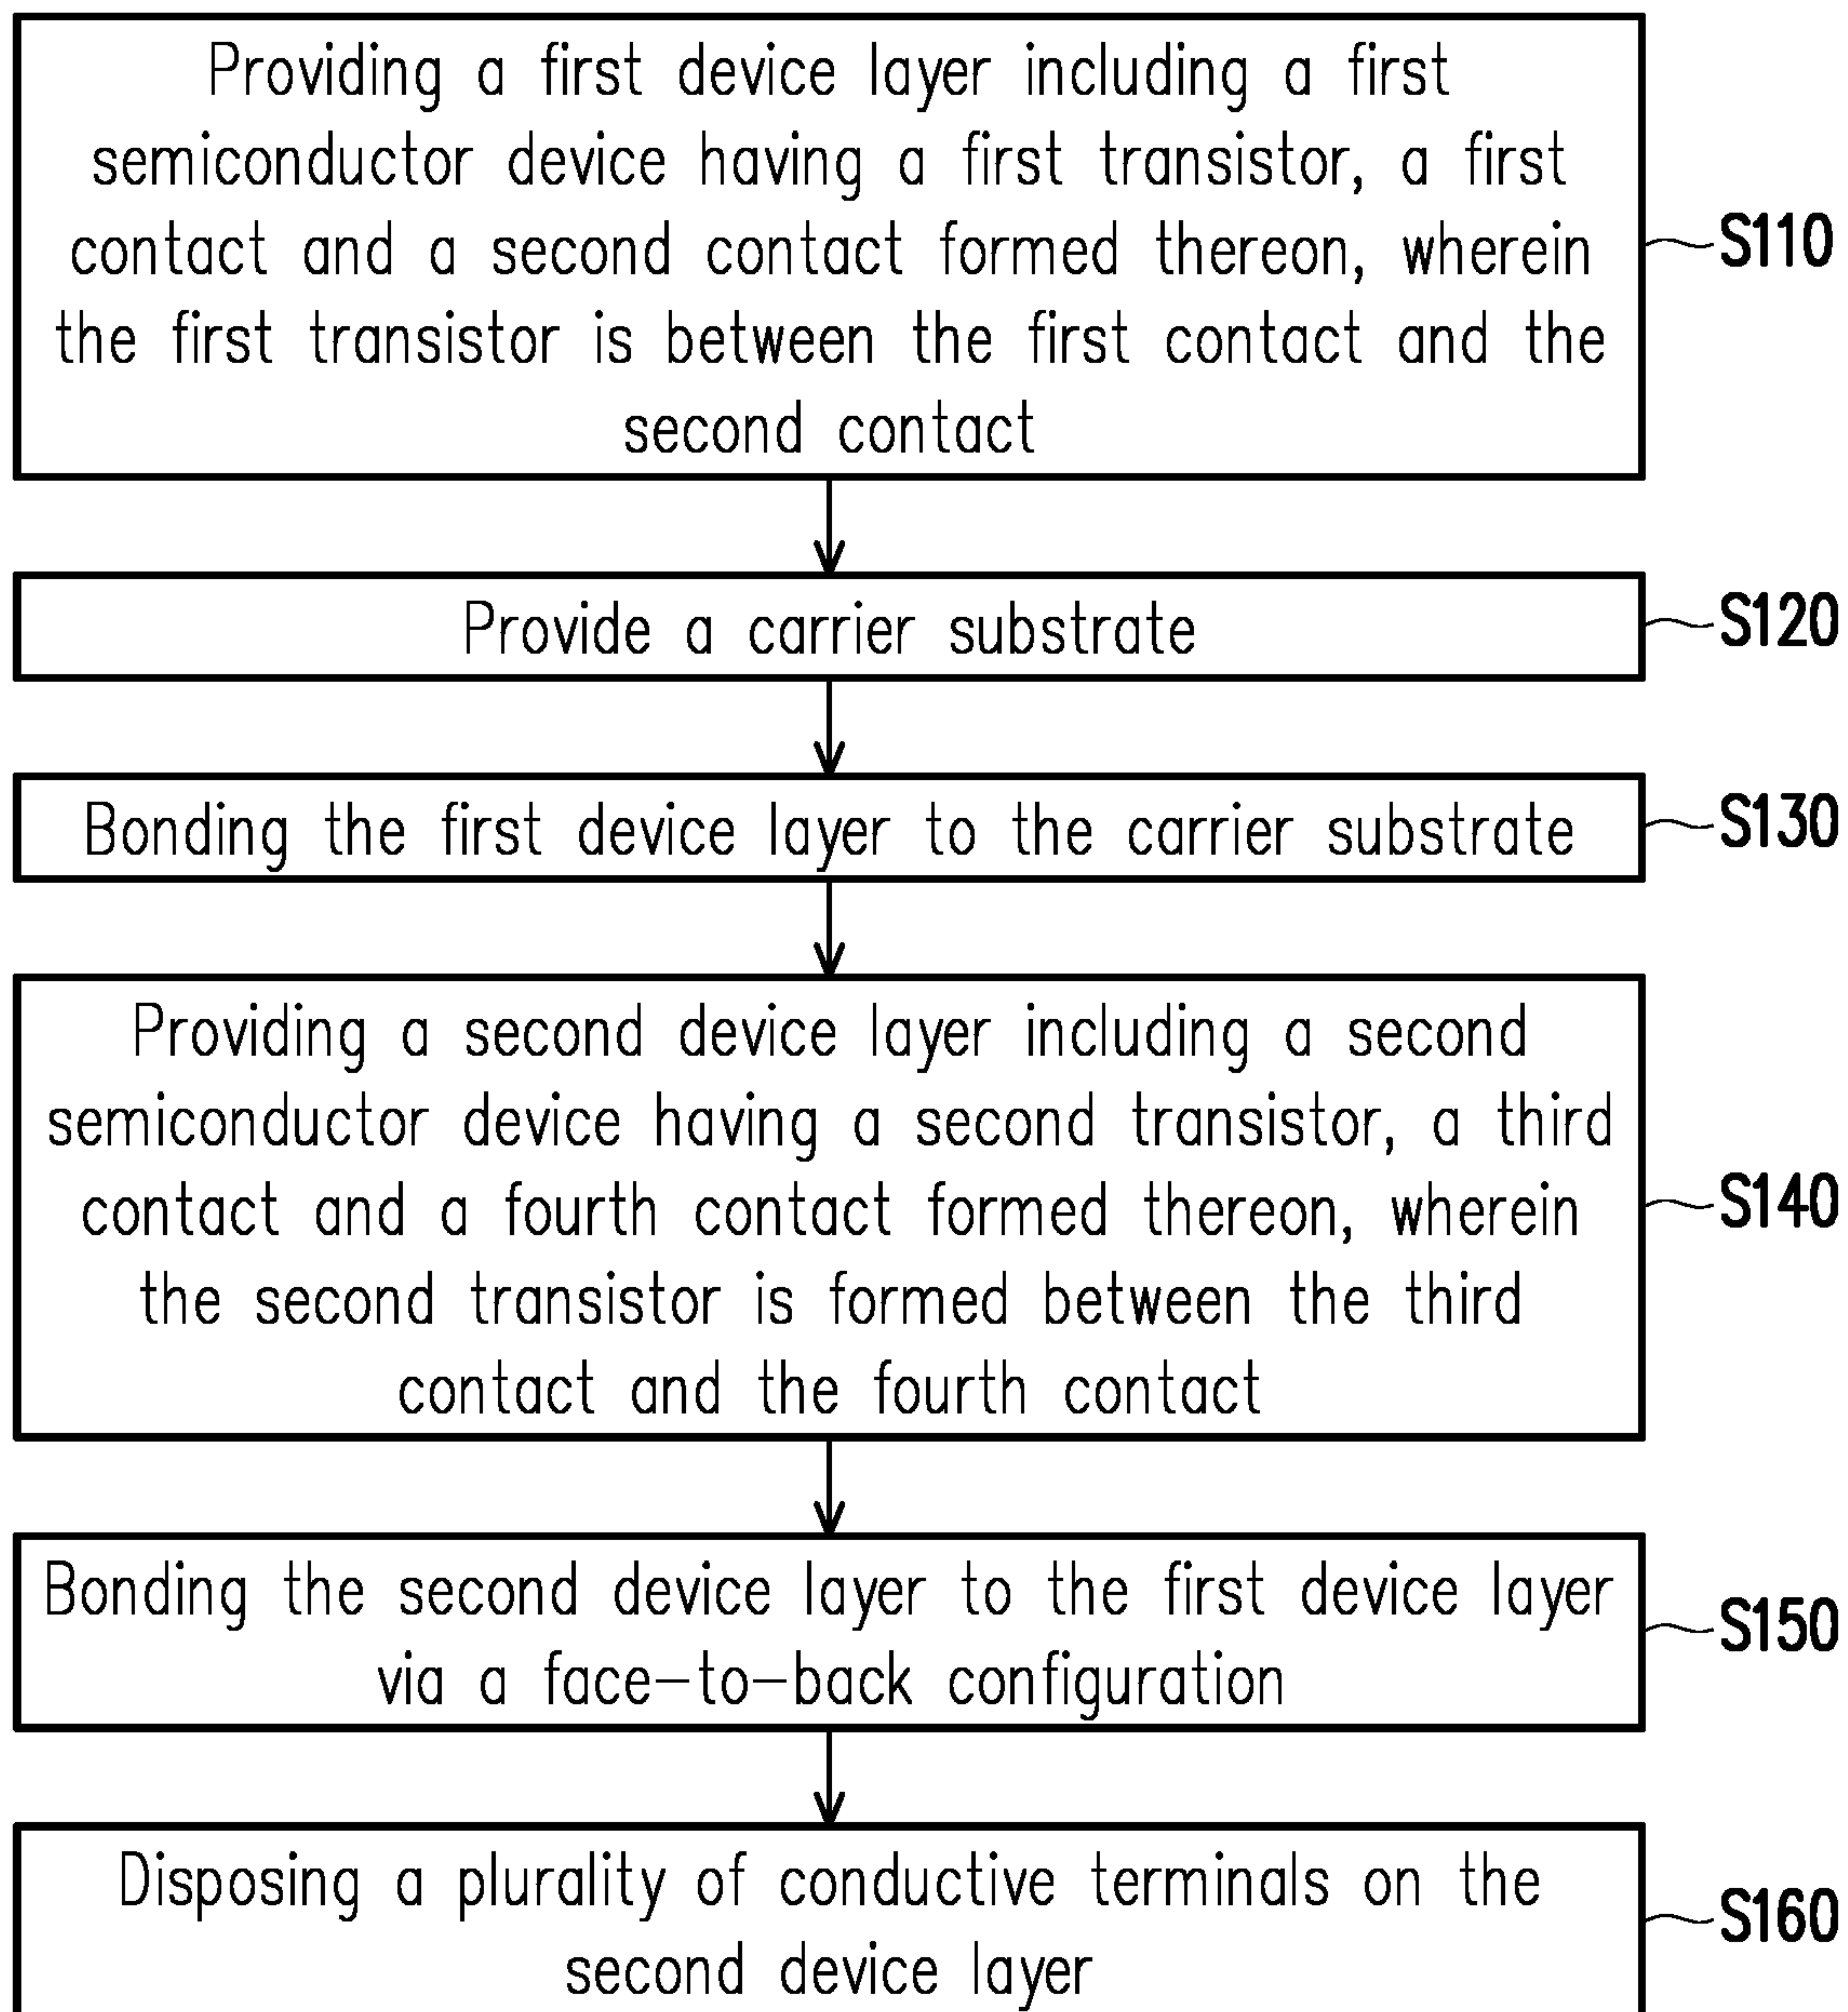 Providing a first device layer including a first
semiconductor device having a first transistor, a first
contact and a second contact formed thereon, wherein
the first transistor is between the first contact and the
second contact
S110
Provide a carrier substrate
S120
Bonding the first device layer to the carrier substrate
S130
Providing a second device layer including a second
semiconductor device having a second transistor, a third
contact and a fourth contact formed thereon, wherein
the second transistor is formed between the third
contact and the fourth contact
S140
Bonding the second device layer to the first device layer
via a face-to-back configuration
S150
Disposing a plurality of conductive terminals on the
second device layer
S160